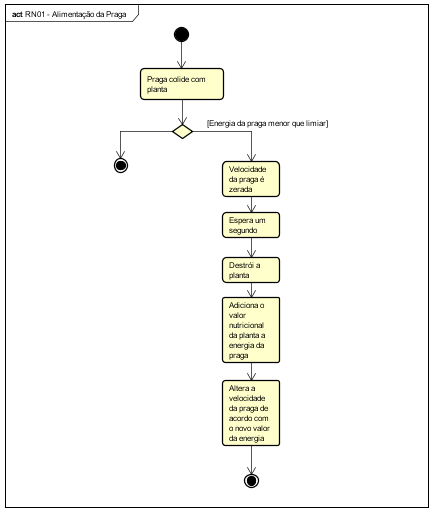 act RN01 - Alimentação da Praga
Praga colide com
planta
[Energia da praga menor que limiar]
Velocidade
da praga é
zerada
Espera um
segundo
Destrói a
planta
Adiciona o
valor
nutricional
da planta a
energia da
praga
Altera a
velocidade
da praga de
acordo com
o novo valor
da energia